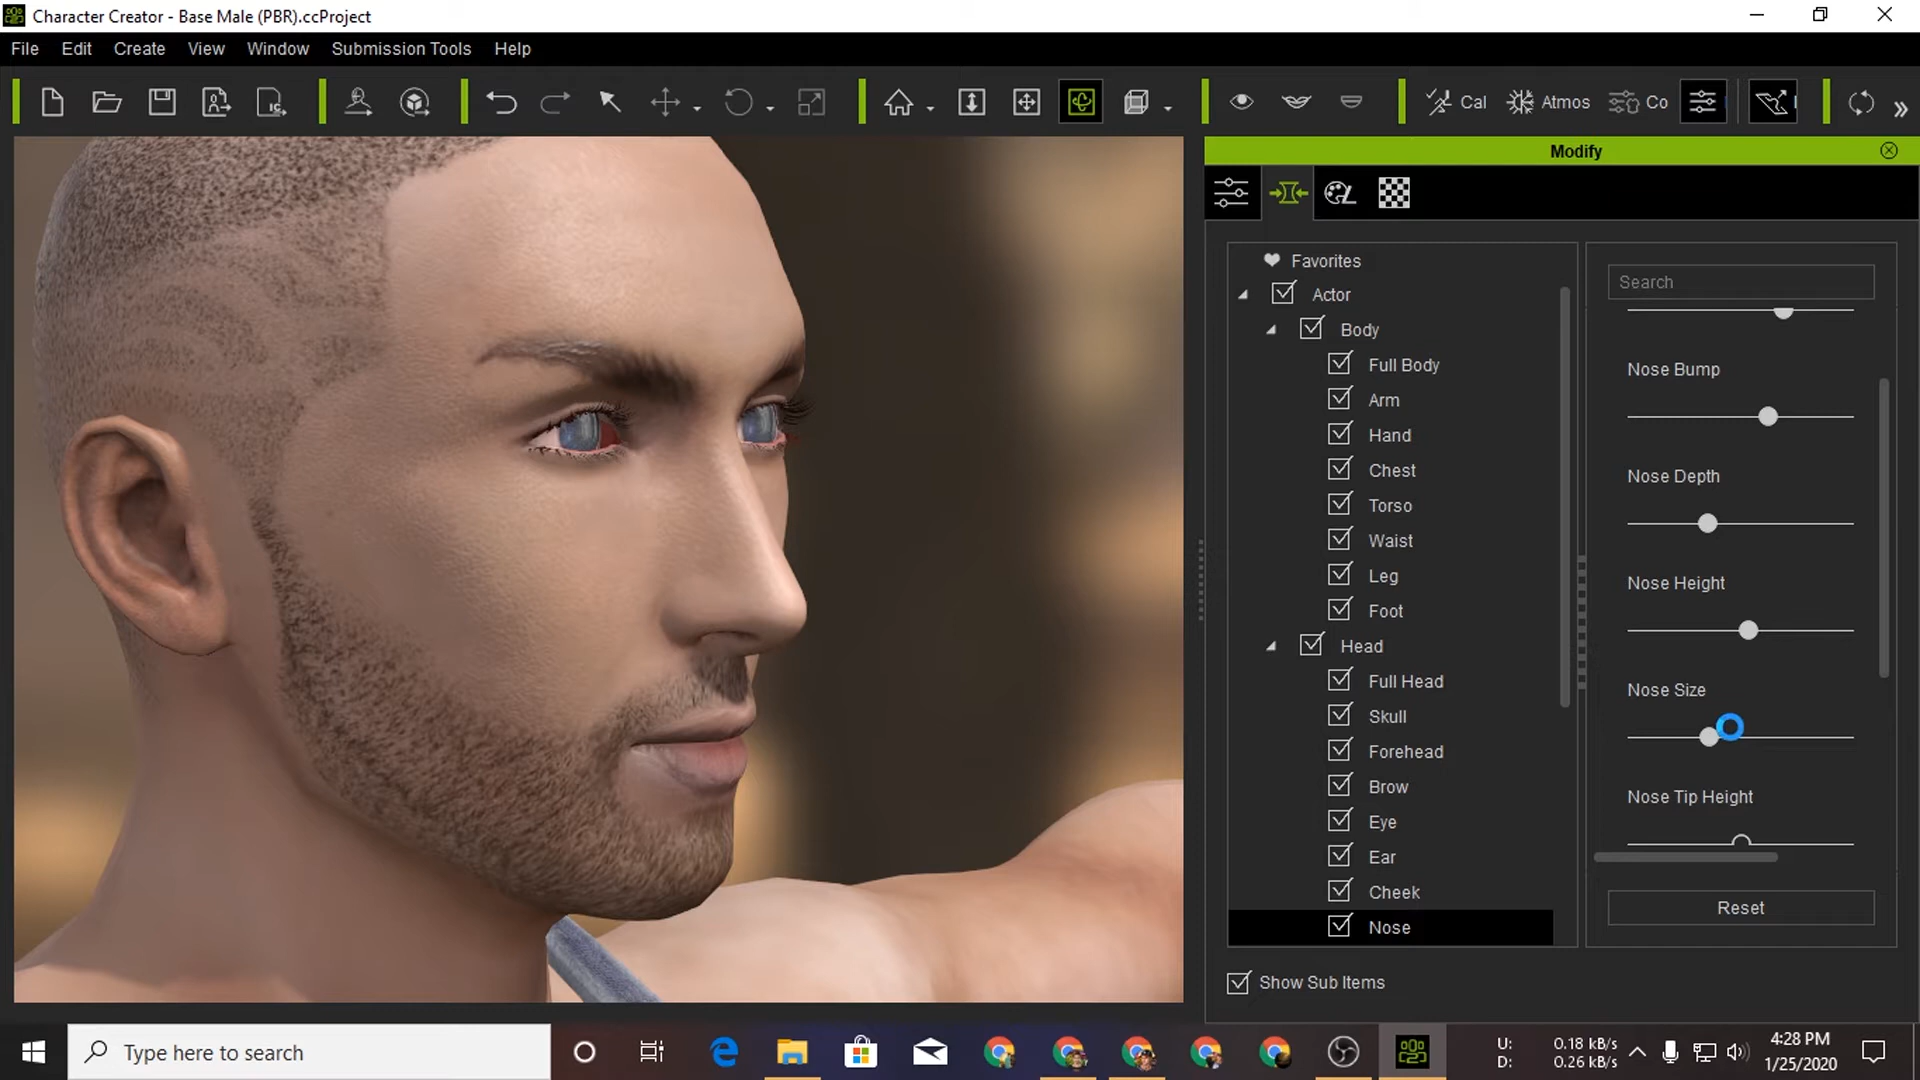 Character Creator - Base Male (PBR).ccProject
File Edit Create View Window Submission Tools Help
Cal Atmos Co
Modify
Favorites
Search
Actor
Body
Full Body
Nose Bump
Arm
Hand
Chest
Nose Depth
Torso
Waist
Leg
Nose Height
Foot
Head
Full Head
Nose Size
Skull
Forehead
Brow
Nose Tip Height
Eye
Ear
Cheek
Reset
Nose
Show Sub Items
Type here to search
U: 0.18 kB/s
D: 0.26 kB/s
4:28 PM
1/25/2020